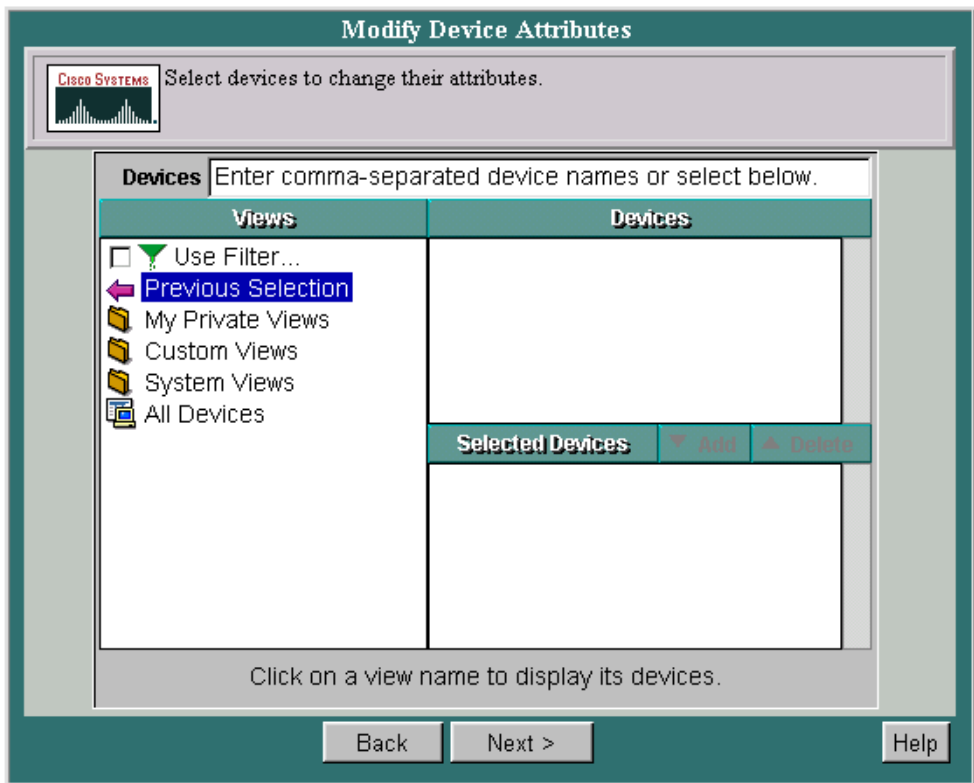 Modify Device Attributes
CISCO SYSTEMS
Select devices to change their attributes.
Devices Enter comma-separated device names or select below.
Views Devices
Use Filter...
Previous Selection
My Private Views
Custom Views
System Views
All Devices
Selected Devices Add Delete
Click on a view name to display its devices.
Back Next > Help